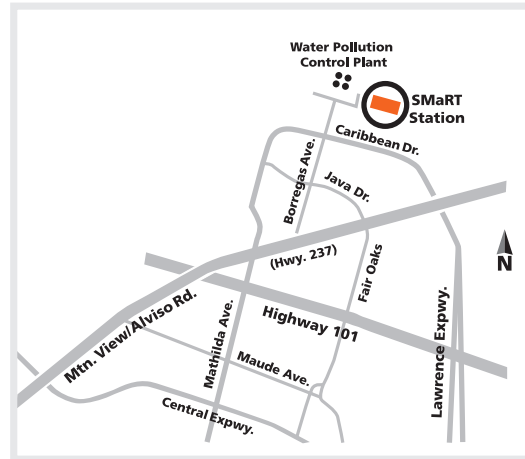 Water Pollution
Control Plant
SMaRT
Station
Caribbean Dr.
Borregas Ave.
Java Dr.
(Hwy. 237)
Fair Oaks
N
Mtn. View/Alviso Rd.
Mathilda Ave.
Highway 101
Lawrence Expwy.
Maude Ave.
Central Expwy.